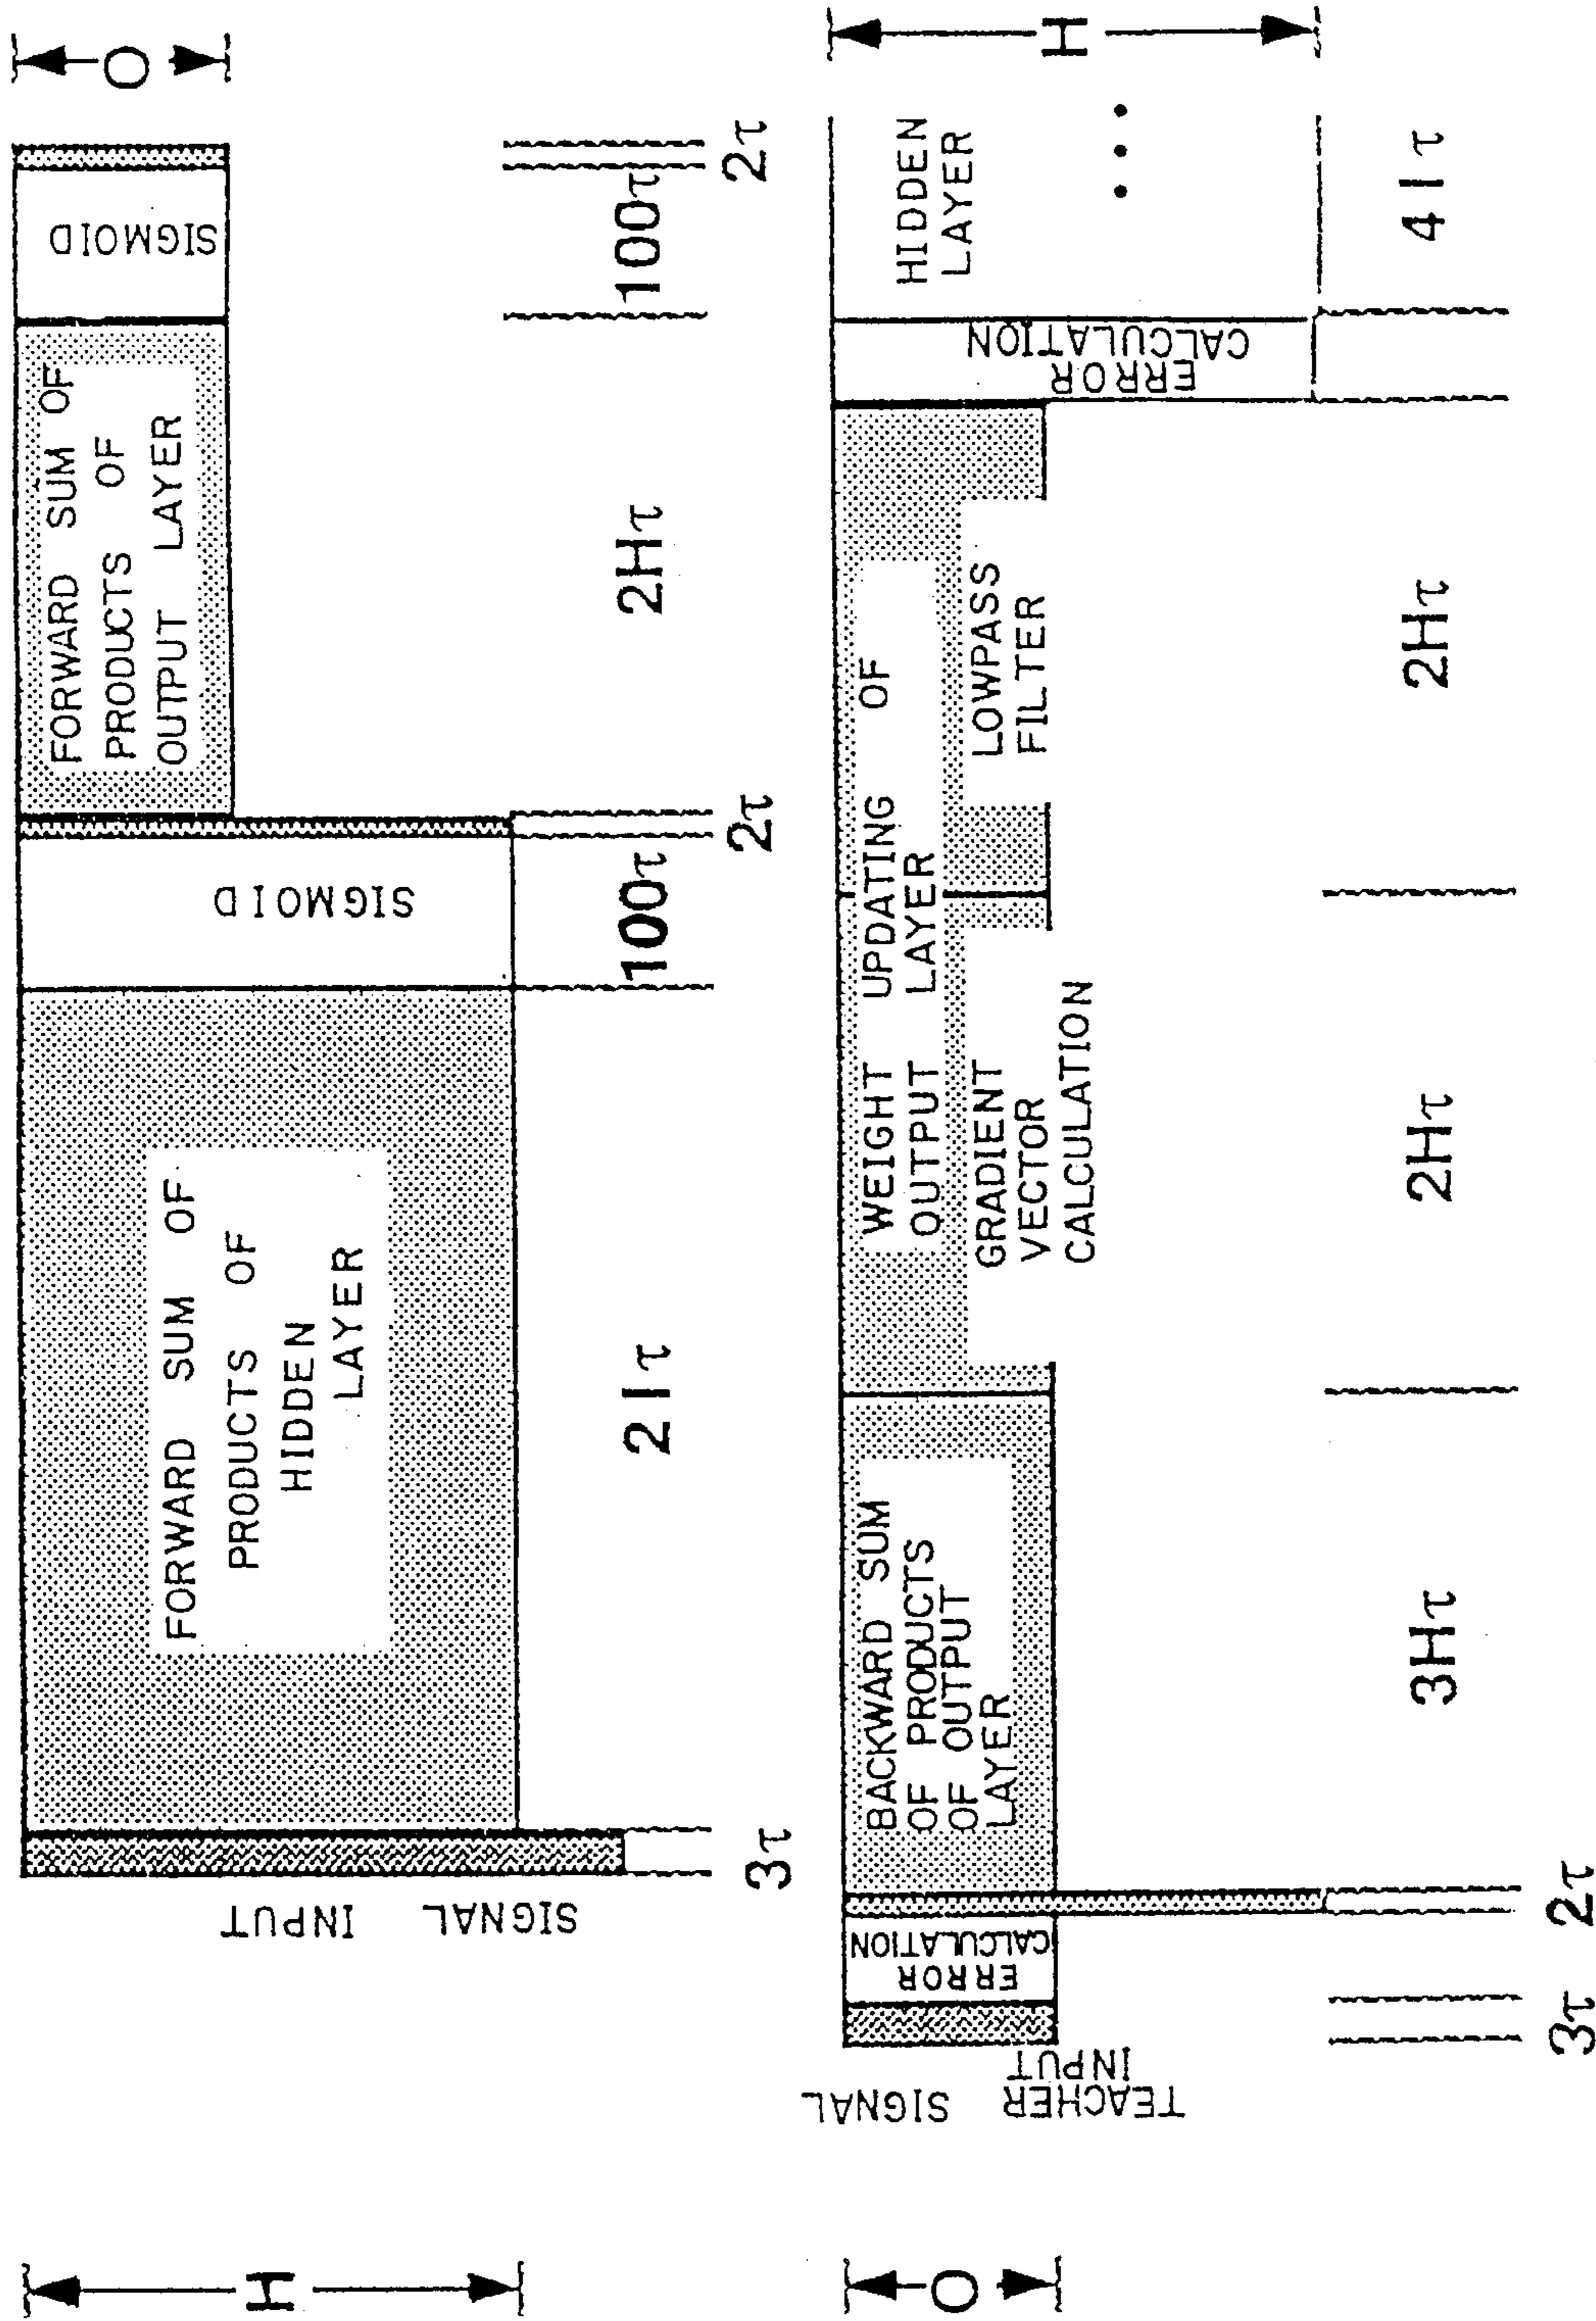 H
SIGNAL INPUT
FORWARD SUM OF
PRODUCTS OF
HIDDEN
LAYER
SIGMOID
FORWARD SUM OF
PRODUCTS OF
OUTPUT LAYER
SIGMOID
O
3τ
2Iτ
100τ
2τ
2Hτ
100τ
2τ
O
TEACHER
INPUT
SIGNAL
ERROR
CALCULATION
BACKWARD SUM
OF PRODUCTS
OF OUTPUT
LAYER
WEIGHT UPDATING OF
OUTPUT LAYER
GRADIENT
VECTOR
CALCULATION
LOWPASS
FILTER
ERROR
CALCULATION
HIDDEN
LAYER
...
H
3τ
2τ
3Hτ
2Hτ
2Hτ
4Iτ